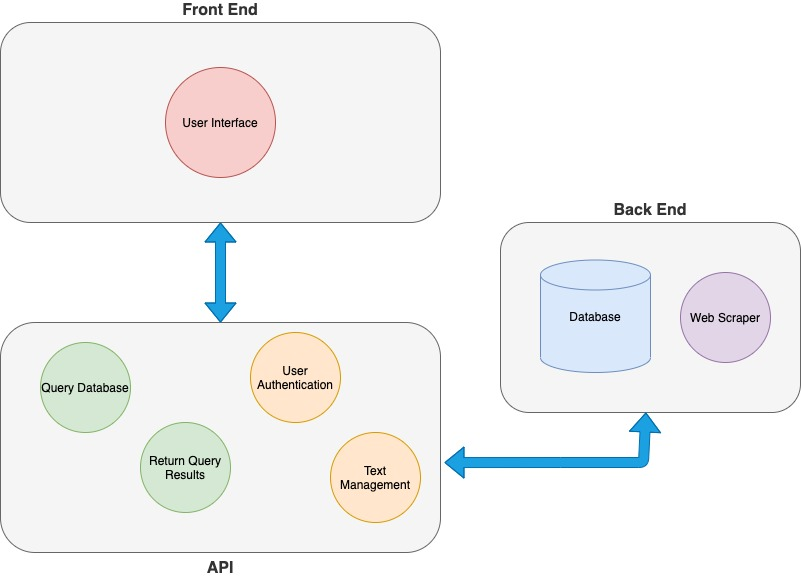 Front End
User Interface
Back End
Database
Web Scraper
Query Database
User
Authentication
Return Query
Results
Text
Management
API